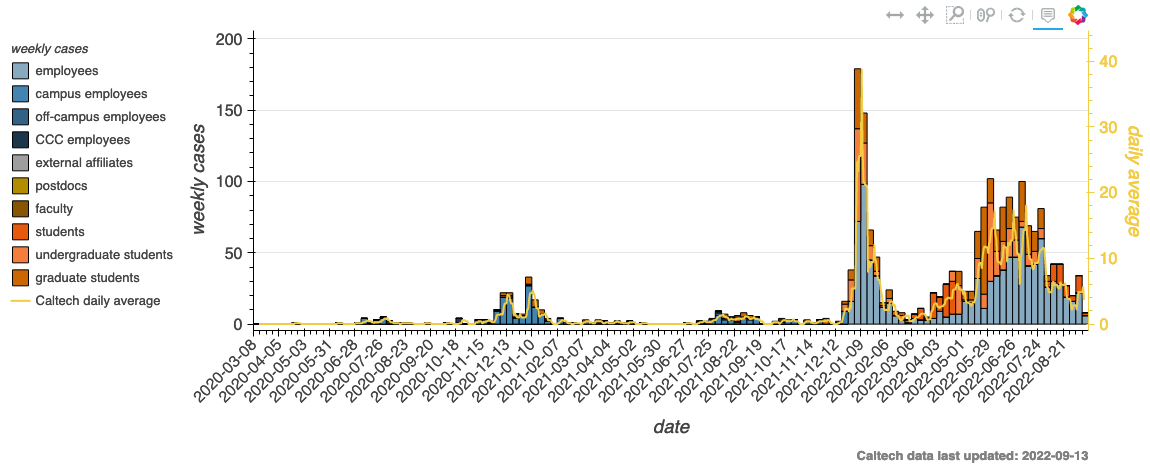 weekly cases
employees
campus employees
off-campus employees
CCC employees
external affiliates
postdocs
faculty
students
undergraduate students
graduate students
Caltech daily average
weekly cases
200
150
100
50
0
40
30
20
10
0
daily average
2020-03-08
2020-04-05
2020-05-03
2020-05-31
2020-06-28
2020-07-26
2020-08-23
2020-09-20
2020-10-18
2020-11-15
2020-12-13
2021-01-10
2021-02-07
2021-03-07
2021-04-04
2021-05-02
2021-05-30
2021-06-27
2021-07-25
2021-08-22
2021-09-19
2021-10-17
2021-11-14
2021-12-12
2022-01-09
2022-02-06
2022-03-06
2022-04-03
2022-05-01
2022-05-29
2022-06-26
2022-07-24
2022-08-21
date
Caltech data last updated: 2022-09-13